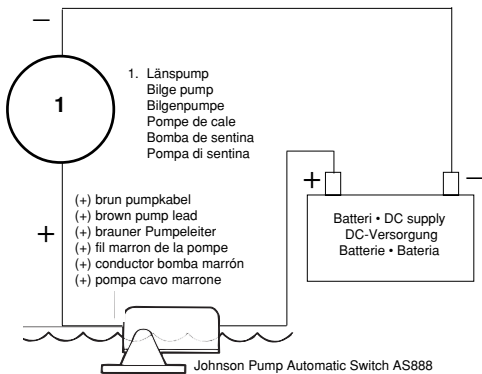 −
1
1. Länspump
Bilge pump
Bilgenpumpe
Pompe de cale
Bomba de sentina
Pompa di sentina
+
−
(+) brun pumpkabel
(+) brown pump lead
(+) brauner Pumpeleiter
(+) fil marron de la pompe
(+) conductor bomba marrón
(+) pompa cavo marrone
+
Batteri • DC supply
DC-Versorgung
Batterie • Bateria
Johnson Pump Automatic Switch AS888